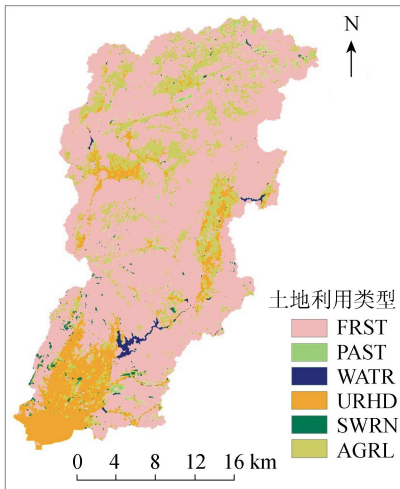 N
土地利用类型
FRST
PAST
WATR
URHD
SWRN
AGRL
0 4 8 12 16 km